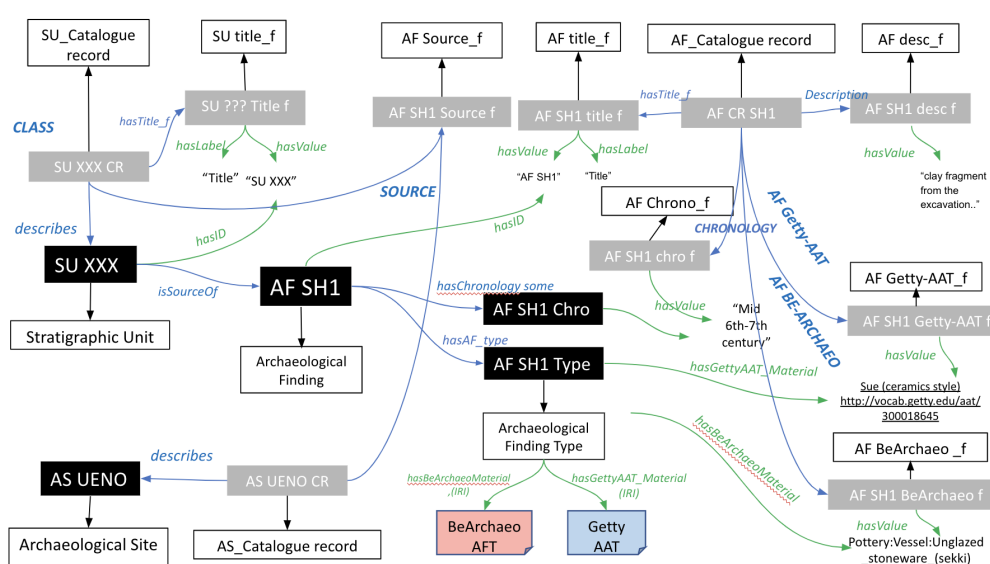 SU_Catalogue
record
SU title_f
AF Source_f
AF title_f
AF_Catalogue record
AF desc_f
CLASS
hasTitle_f
SU ??? Title f
AF SH1 Source f
AF SH1 title f
hasTitle_f
AF CR SH1
Description
AF SH1 desc f
SU XXX CR
hasLabel
hasValue
"Title"
"SU XXX"
SOURCE
hasValue
hasLabel
"AF SH1"
"Title"
hasValue
"clay fragment
from the
excavation.."
describes
hasID
hasID
AF Chrono_f
CHRONOLOGY
AF Getty-AAT
AF SH1 chro f
SU XXX
isSourceOf
AF SH1
hasChronology some
AF SH1 Chro
hasValue
"Mid
6th-7th
century"
AF BE-ARCHAEO
AF Getty-AAT_f
AF SH1 Getty-AAT f
hasValue
Stratigraphic Unit
Archaeological
Finding
hasAF_type
AF SH1 Type
hasGettyAAT_Material
Sue (ceramics style)
http://vocab.getty.edu/aat/
300018645
Archaeological
Finding Type
hasBeArchaeoMaterial
AF BeArchaeo _f
describes
AS UENO
AS UENO CR
hasBeArchaeoMaterial
,(IRI)
hasGettyAAT_Material
(IRI)
AF SH1 BeArchaeo f
hasValue
BeArchaeo
AFT
Getty
AAT
Pottery:Vessel:Unglazed
_stoneware_(sekki)
Archaeological Site
AS_Catalogue record